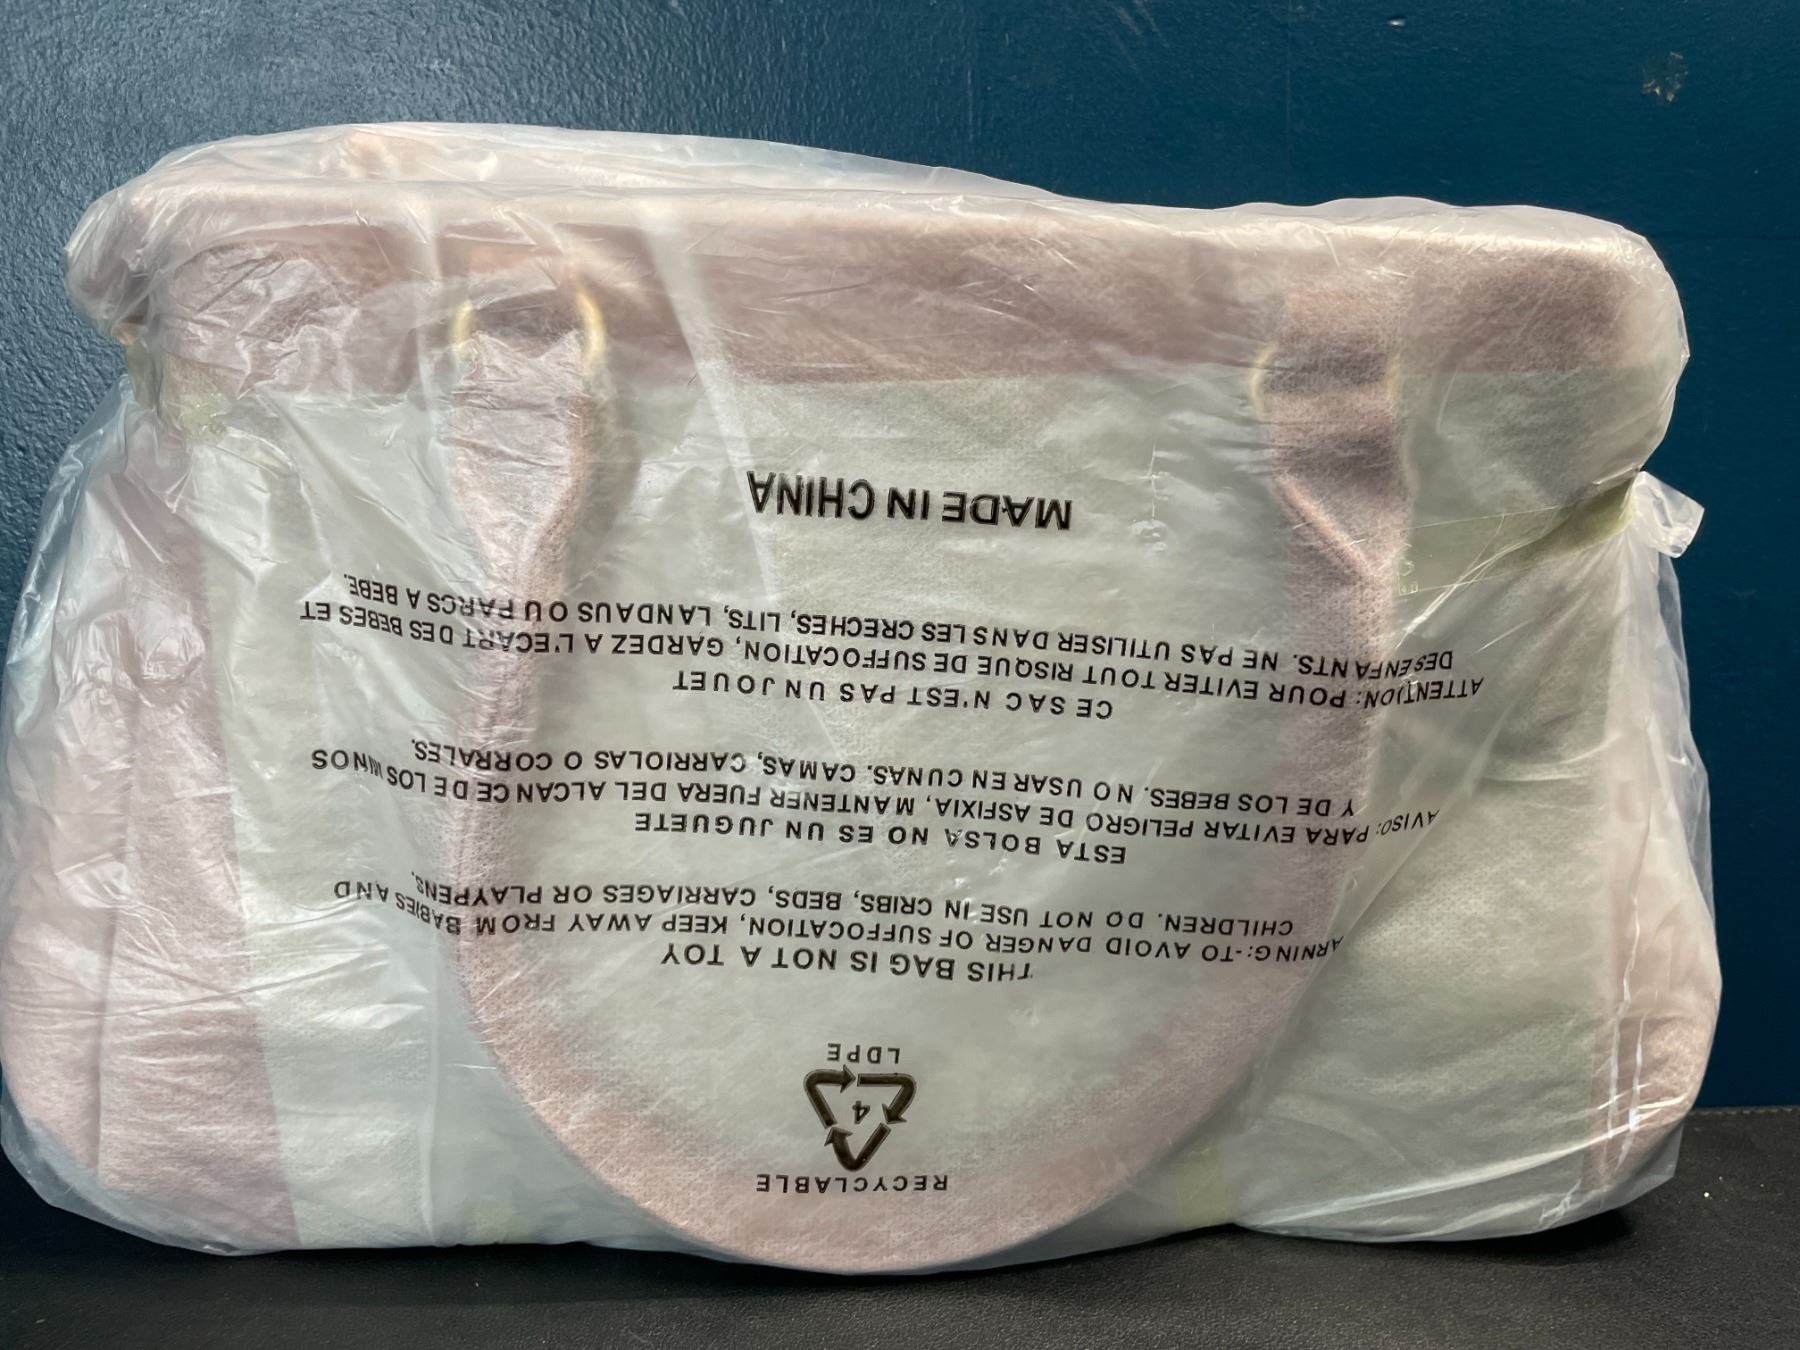 RECYCLABLE
4
LDPE
THIS BAG IS NOT A TOY
ARNING:-TO AVOID DANGER OF SUFFOCATION, KEEP AWAY FROM BABIES AND
CHILDREN. DO NOT USE IN CRIBS, BEDS, CARRIAGES OR PLAYPENS.
ESTA BOLSA NO ES UN JUGUETE
AVISO: PARA EVITAR PELIGRO DE ASFIXIA, MANTENER FUERA DEL ALCANCE DE LOS NINOS
Y DE LOS BEBES. NO USAR EN CUNAS. CAMAS, CARRIOLAS O CORRALES.
CE SAC N'EST PAS UN JOUET
ATTENTION: POUR EVITER TOUT RISQUE DE SUFFOCATION, GARDEZ A L'ECART DES BEBES ET
DES ENFANTS. NE PAS UTILISER DANS LES CRECHES, LITS, LANDAUS OU PARCS A BEBE.
MADE IN CHINA